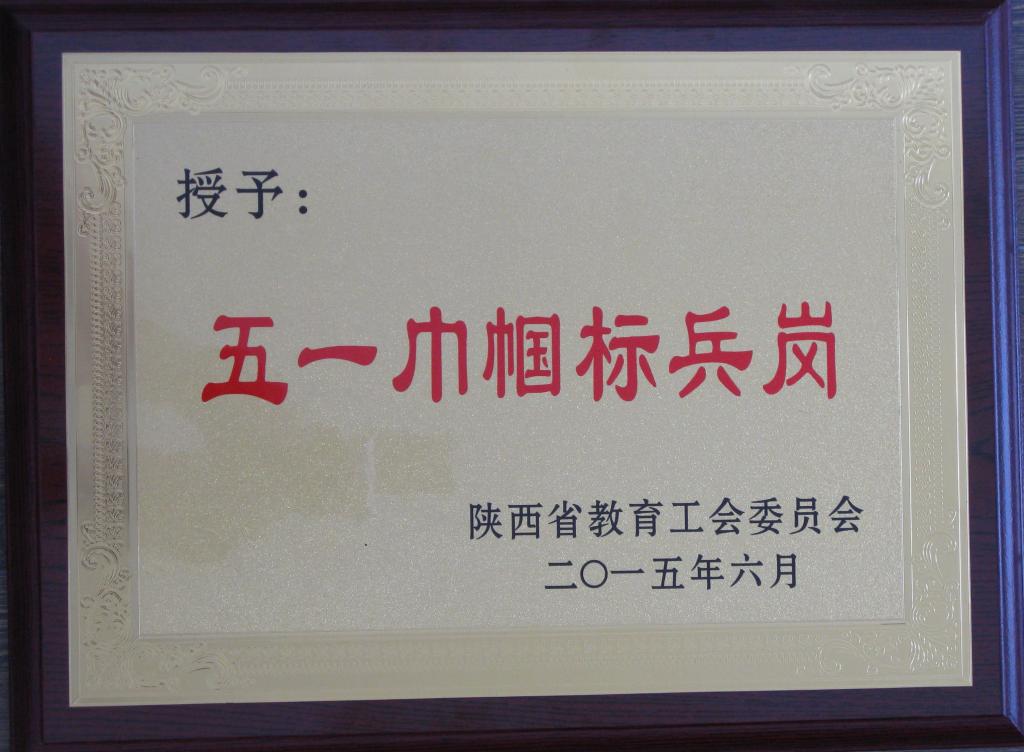 授予：
五一巾帼标兵岗
陕西省教育工会委员会
二〇一五年六月